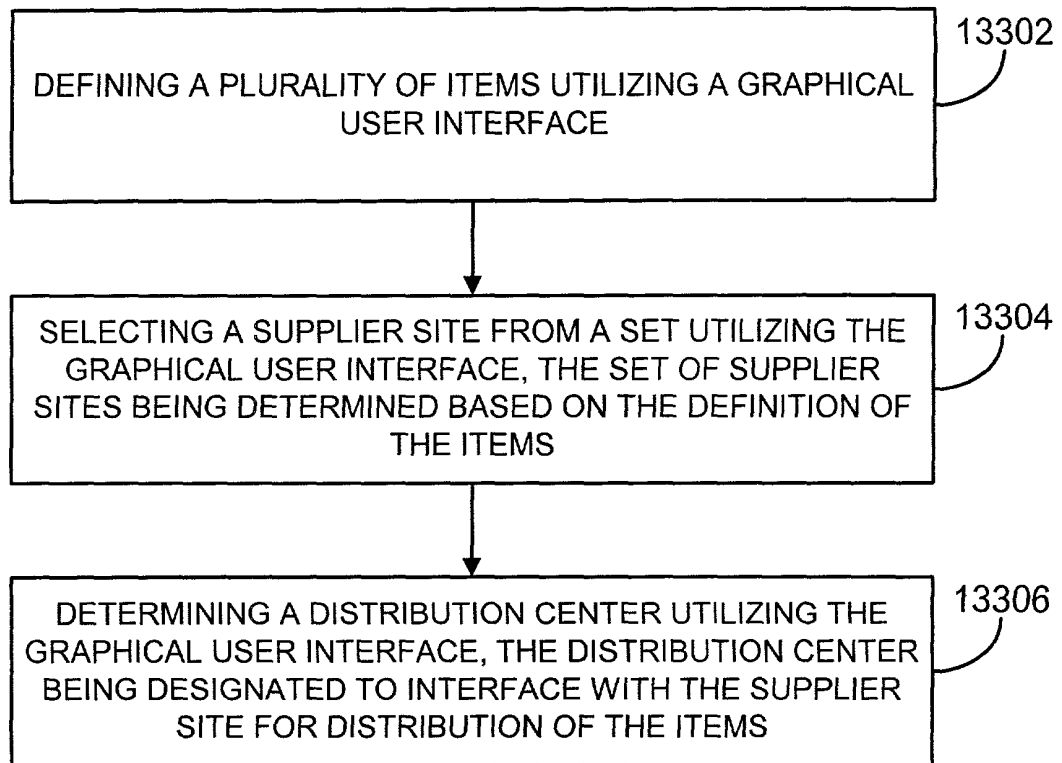 13302
DEFINING A PLURALITY OF ITEMS UTILIZING A GRAPHICAL
USER INTERFACE
13304
SELECTING A SUPPLIER SITE FROM A SET UTILIZING THE
GRAPHICAL USER INTERFACE, THE SET OF SUPPLIER
SITES BEING DETERMINED BASED ON THE DEFINITION OF
THE ITEMS
13306
DETERMINING A DISTRIBUTION CENTER UTILIZING THE
GRAPHICAL USER INTERFACE, THE DISTRIBUTION CENTER
BEING DESIGNATED TO INTERFACE WITH THE SUPPLIER
SITE FOR DISTRIBUTION OF THE ITEMS